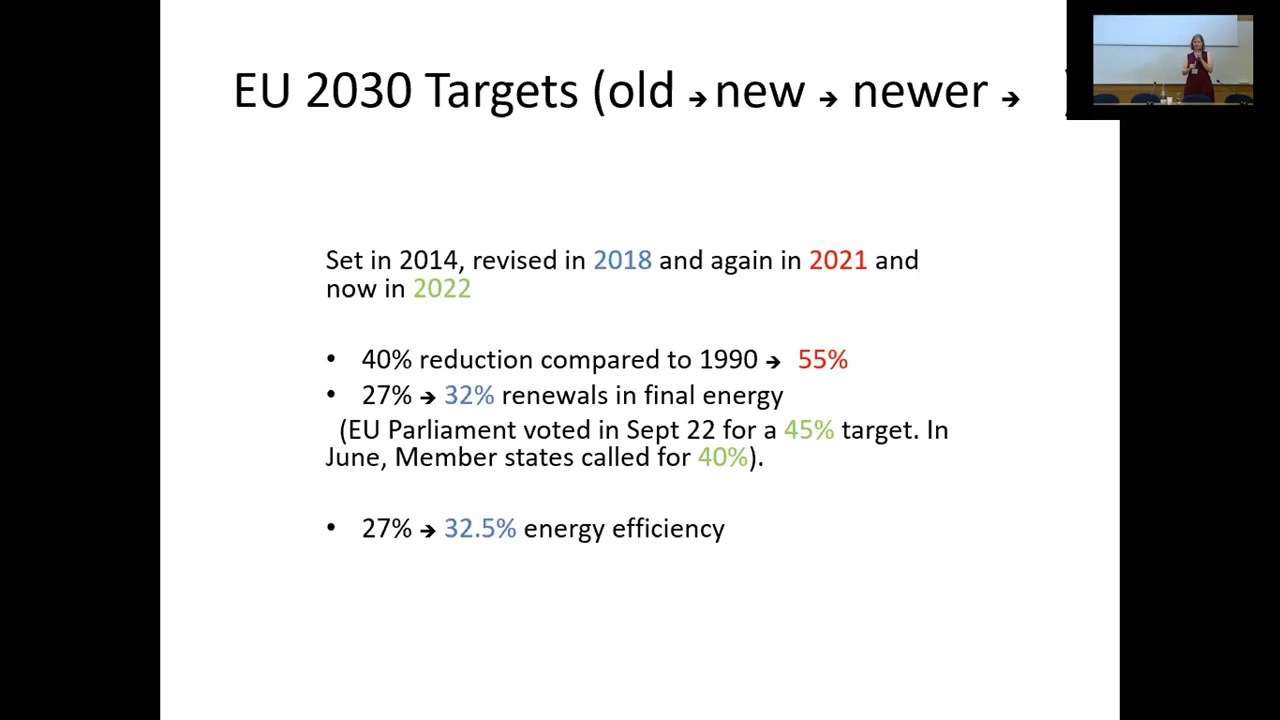 EU 2030 Targets (old → new → newer →
Set in 2014, revised in 2018 and again in 2021 and
now in 2022
• 40% reduction compared to 1990 → 55%
• 27% → 32% renewals in final energy
(EU Parliament voted in Sept 22 for a 45% target. In
June, Member states called for 40%).
• 27% → 32.5% energy efficiency